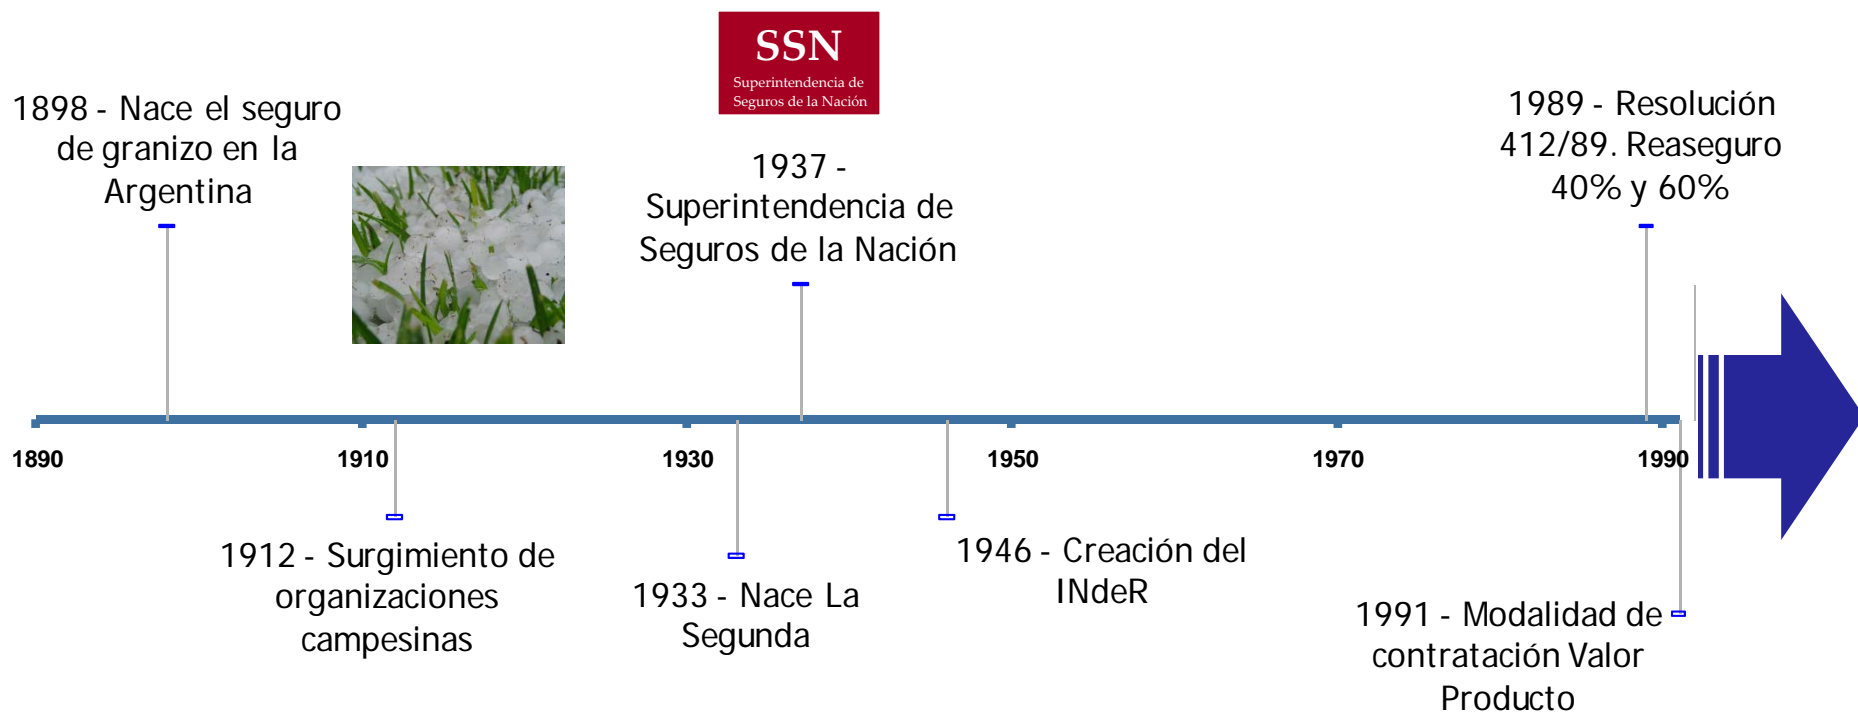 SSN
Superintendencia de
Seguros de la Nación
1898 - Nace el seguro
de granizo en la
Argentina
1937 -
Superintendencia de
Seguros de la Nación
1989 - Resolución
412/89. Reaseguro
40% y 60%
1890
1910
1930
1950
1970
1990
1912 - Surgimiento de
organizaciones
campesinas
1933 - Nace La
Segunda
1946 - Creación del
INdeR
1991 - Modalidad de
contratación Valor
Producto